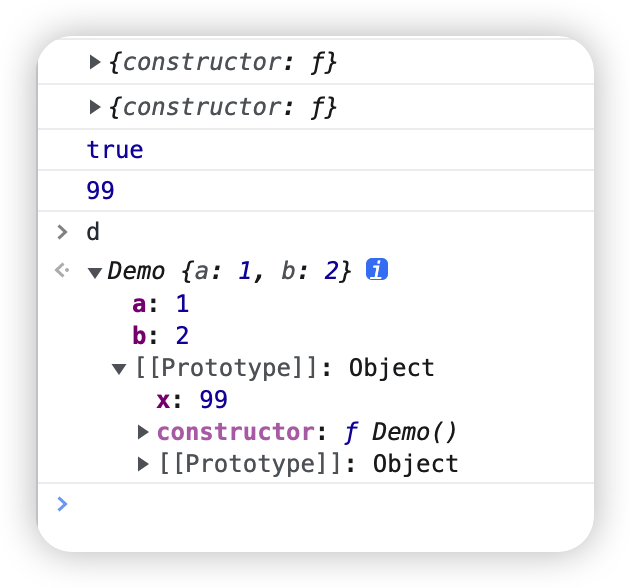 ▶{constructor: ƒ}
▶{constructor: ƒ}
true
99
> d
<· ▼Demo {a: 1, b: 2} i
a: 1
b: 2
▼[[Prototype]]: Object
x: 99
▶constructor: ƒ Demo()
▶[[Prototype]]: Object
>